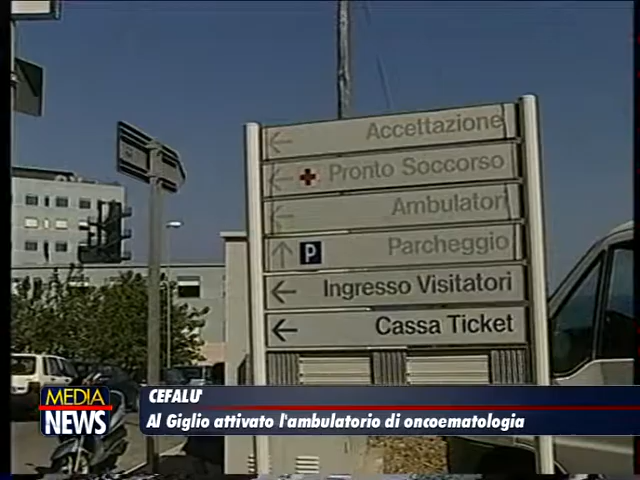 Accettazione
Pronto Soccorso
Ambulatori
P Parcheggio
Ingresso Visitatori
Cassa Ticket
MEDIA
NEWS
CEFALU'
Al Giglio attivato l'ambulatorio di oncoematologia